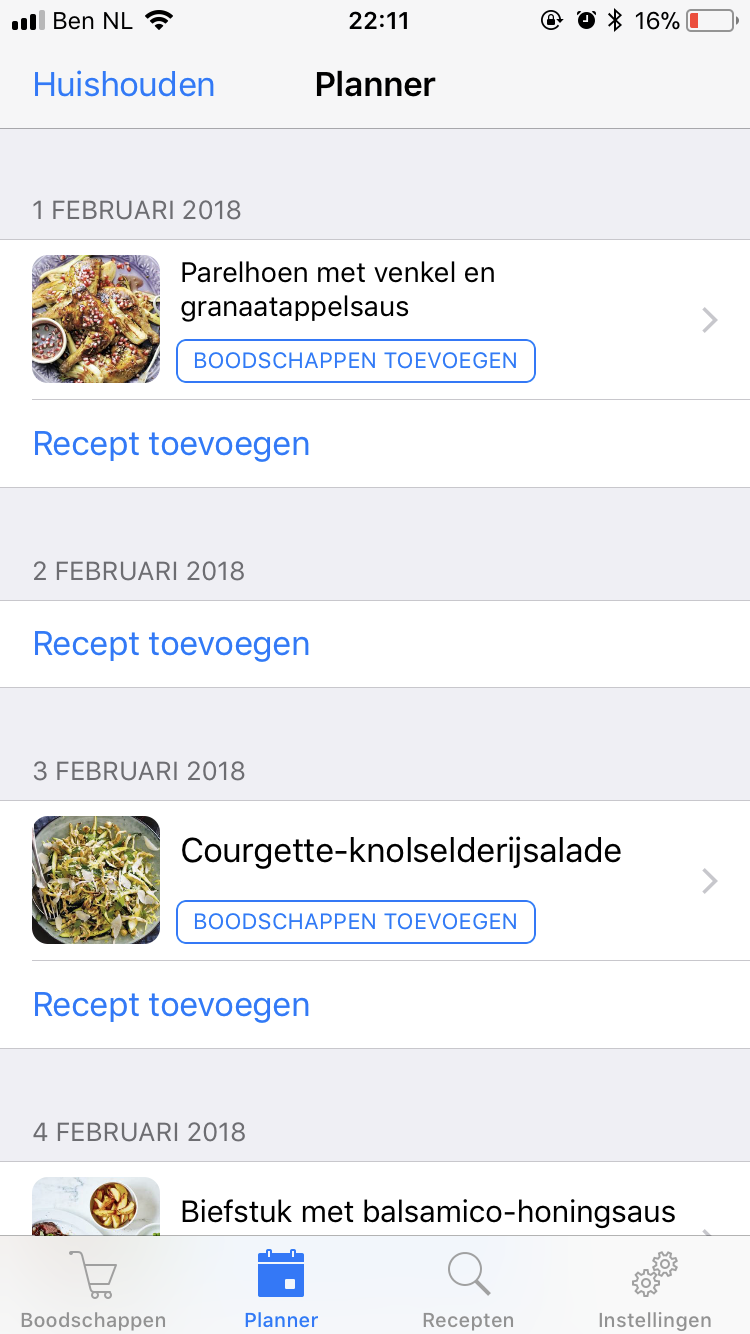 Ben NL 22:11 16%
Huishouden Planner
1 FEBRUARI 2018
Parelhoen met venkel en
granaatappelsaus
BOODSCHAPPEN TOEVOEGEN
Recept toevoegen
2 FEBRUARI 2018
Recept toevoegen
3 FEBRUARI 2018
Courgette-knolselderijsalade
BOODSCHAPPEN TOEVOEGEN
Recept toevoegen
4 FEBRUARI 2018
Biefstuk met balsamico-honingsaus
Boodschappen Planner Recepten Instellingen